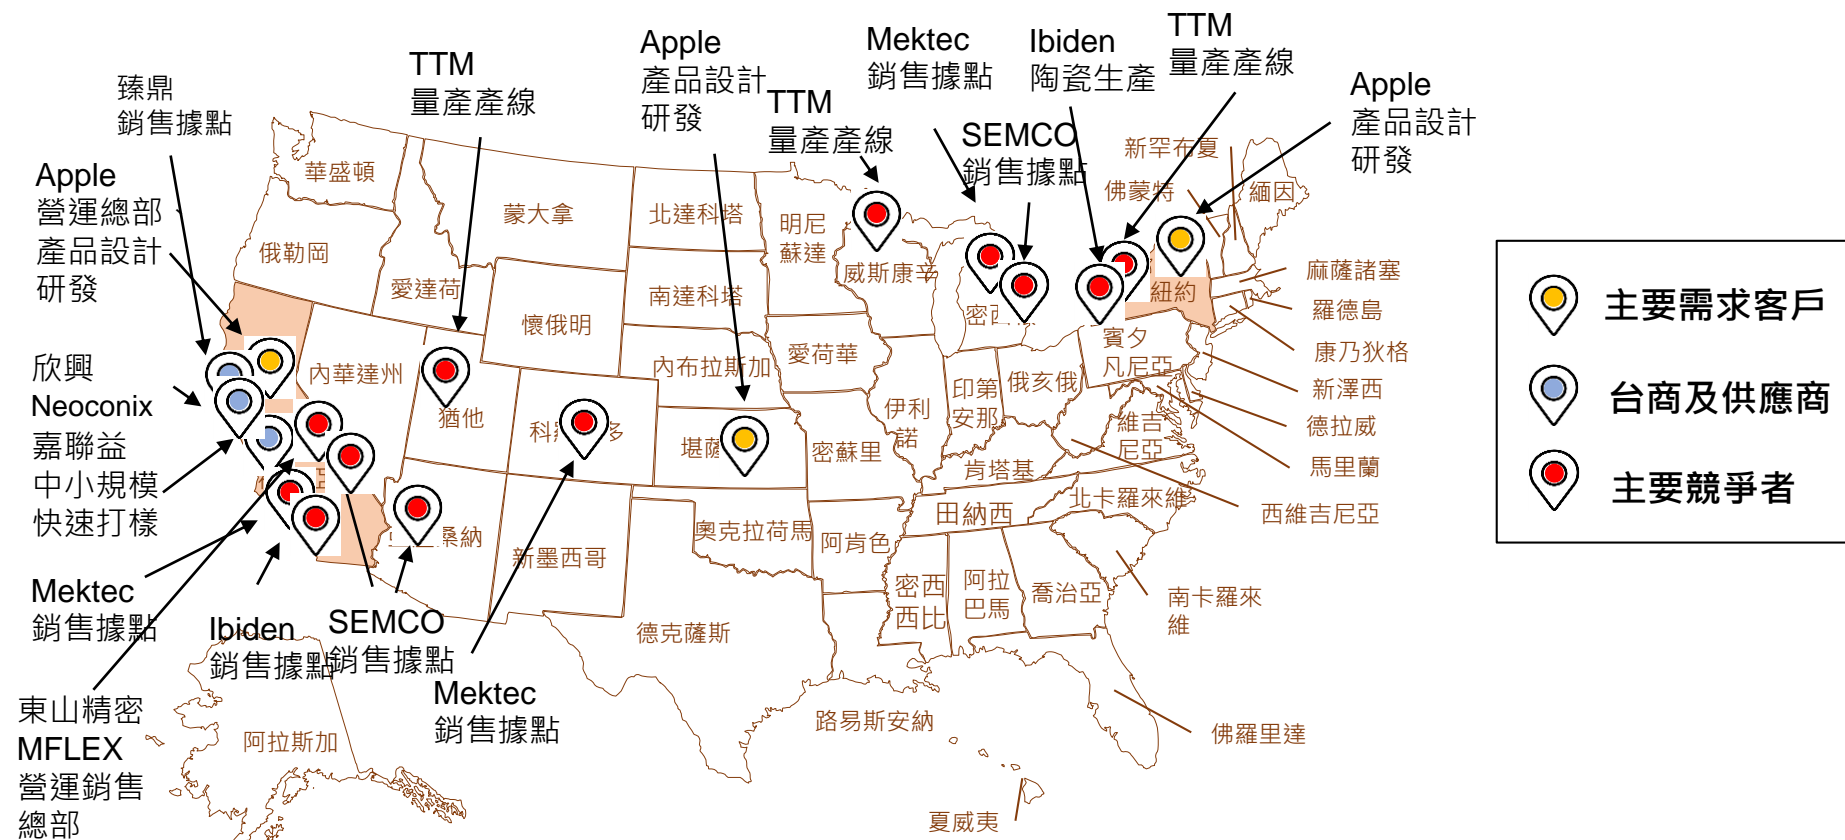 TTM
量產產線
Apple
產品設計
研發
Mektec
銷售據點
Ibiden
陶瓷生產
TTM
量產產線
臻鼎
銷售據點
TTM
量產產線
SEMCO
銷售據點
Apple
產品設計
研發
Apple
營運總部
產品設計
研發
欣興
Neoconix
嘉聯益
中小規模
快速打樣
Mektec
銷售據點
Ibiden
銷售據點
SEMCO
銷售據點
Mektec
銷售據點
東山精密
MFLEX
營運銷售
總部
華盛頓
俄勒岡
愛達荷
蒙大拿
懷俄明
內華達州
猶他
桑納
新墨西哥
北達科塔
南達科塔
內布拉斯加
堪薩
奧克拉荷馬
德克薩斯
明尼
蘇達
愛荷華
密蘇里
阿肯色
路易斯安納
威斯康辛
伊利
諾
印第
安那
俄亥俄
肯塔基
田納西
密西
西比
阿拉
巴馬
喬治亞
佛羅里達
南卡羅來
維
北卡羅來維
維吉
尼亞
西維吉尼亞
賓夕
凡尼亞
紐約
新罕布夏
佛蒙特
緬因
麻薩諸塞
羅德島
康乃狄格
新澤西
德拉威
馬里蘭
阿拉斯加
夏威夷
主要需求客戶
台商及供應商
主要競爭者